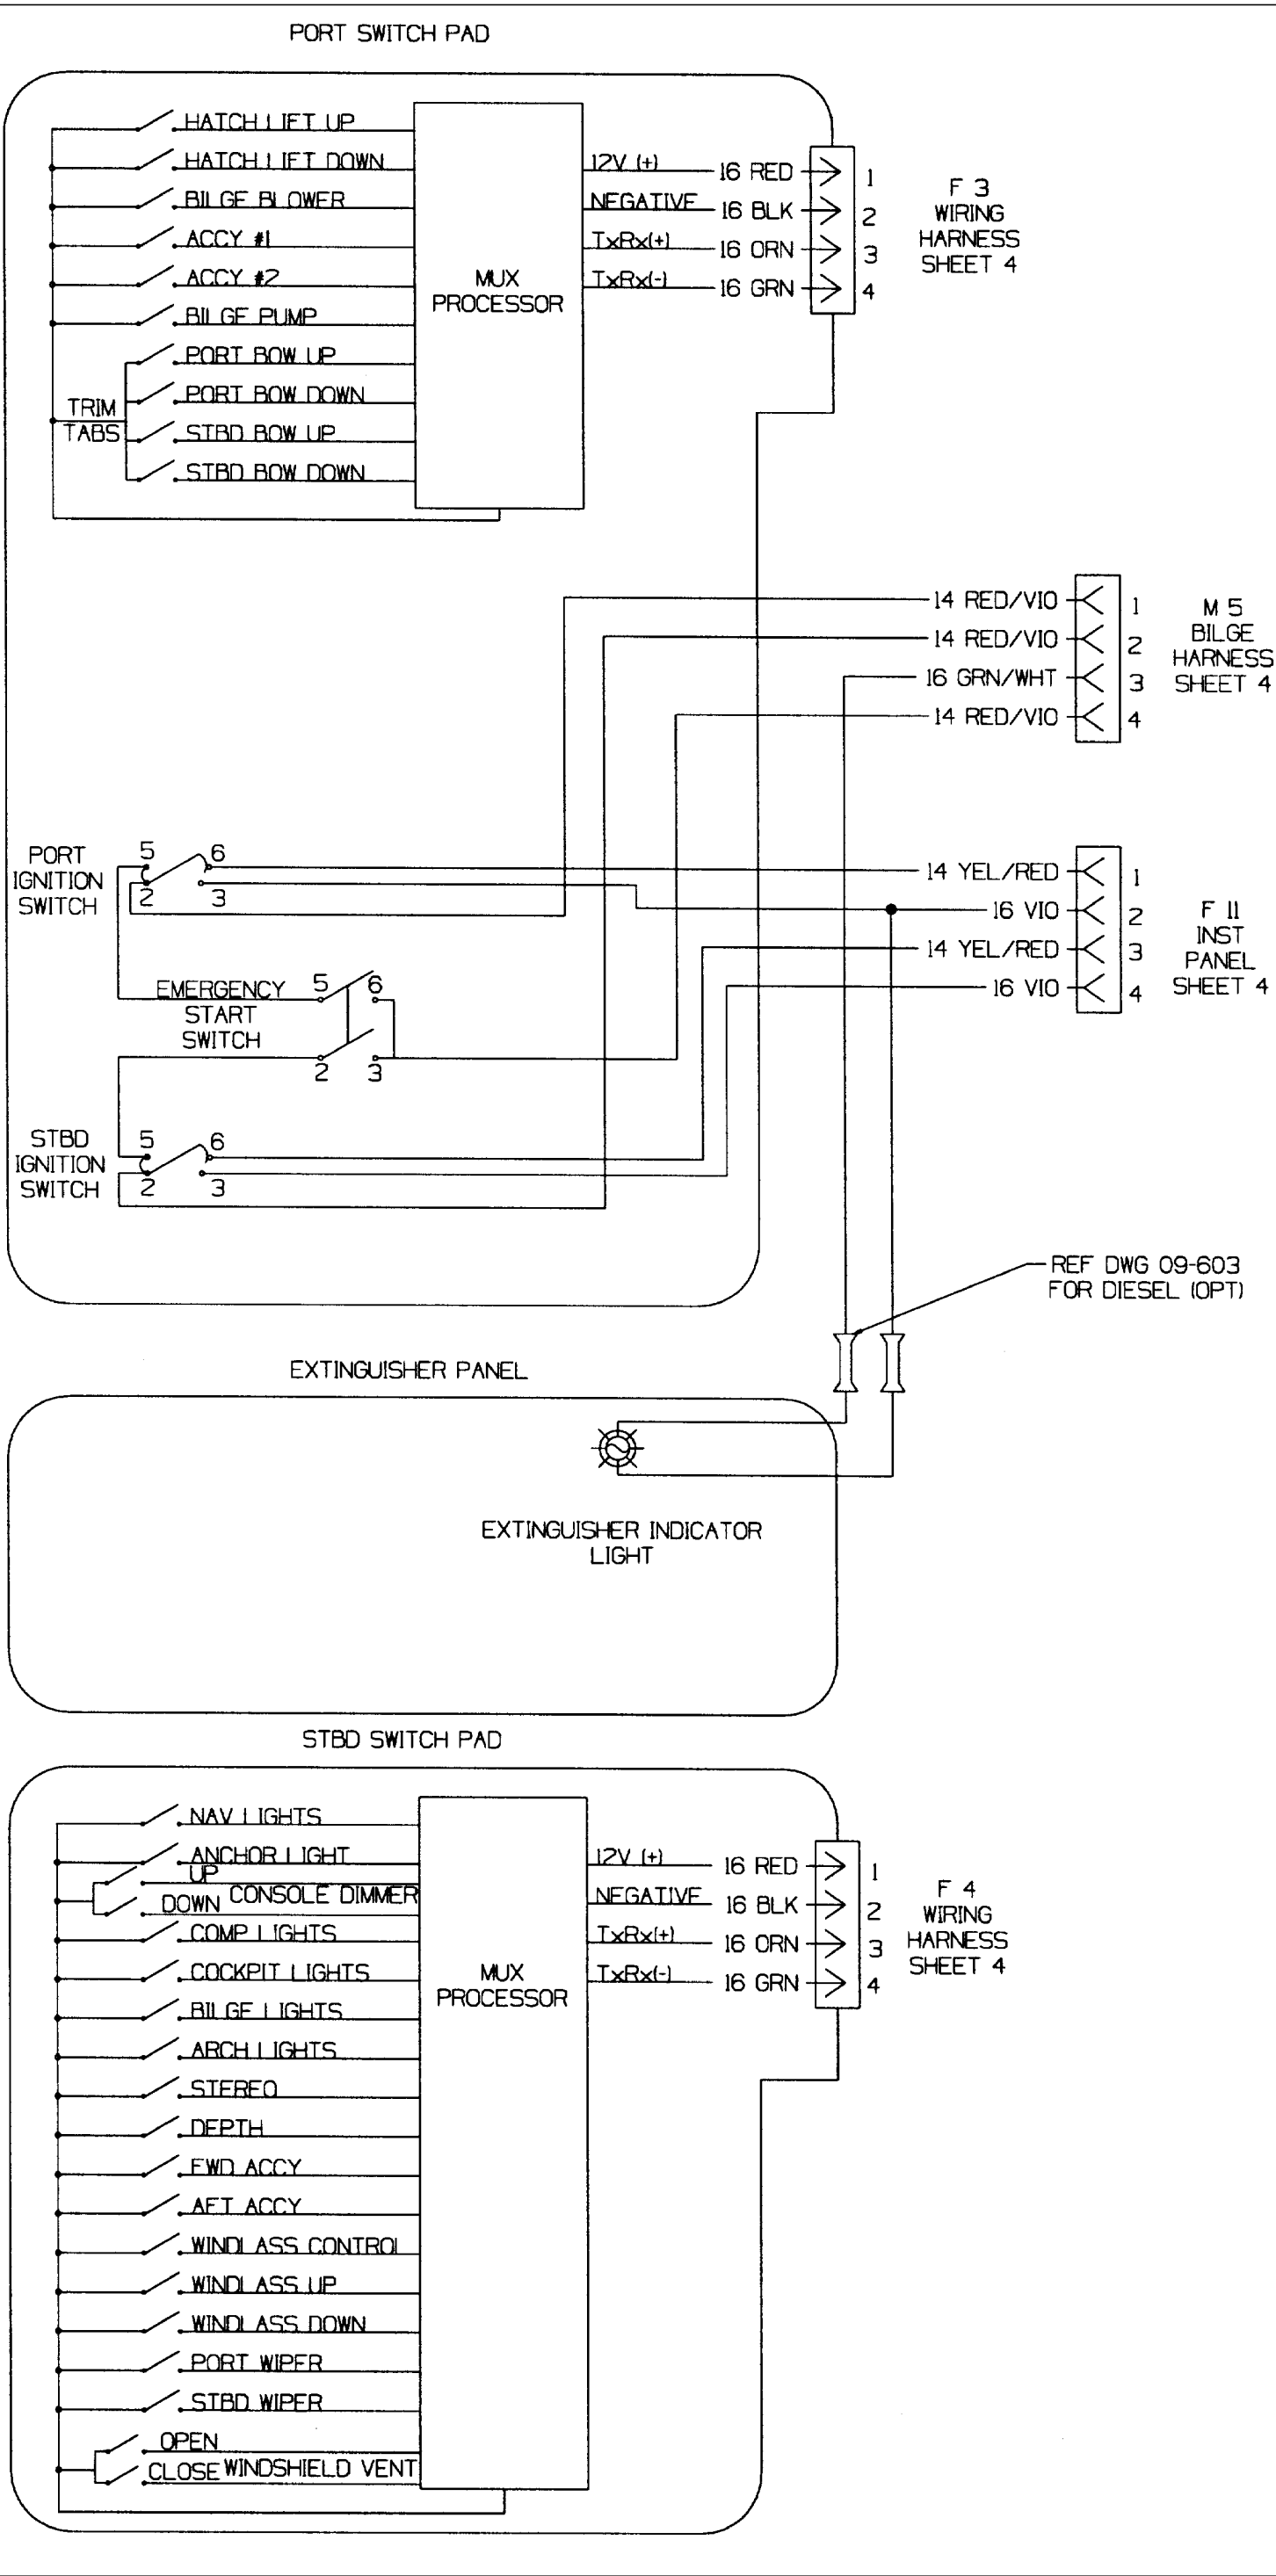 PORT SWITCH PAD
HATCH LIFT UP
HATCH LIFT DOWN
BILGE BLOWER
ACCY #1
ACCY #2
BILGE PUMP
PORT BOW UP
PORT BOW DOWN
STBD BOW UP
STBD BOW DOWN
TRIM
TABS
MUX
PROCESSOR
12V (+)
NEGATIVE
TxRx(+)
TxRx(-)
16 RED
16 BLK
16 ORN
16 GRN
1
2
3
4
F 3
WIRING
HARNESS
SHEET 4
14 RED/VIO
14 RED/VIO
16 GRN/WHT
14 RED/VIO
1
2
3
4
M 5
BILGE
HARNESS
SHEET 4
PORT
IGNITION
SWITCH
5
6
2
3
14 YEL/RED
16 VIO
14 YEL/RED
16 VIO
1
2
3
4
F 11
INST
PANEL
SHEET 4
EMERGENCY
START
SWITCH
5
6
2
3
STBD
IGNITION
SWITCH
5
6
2
3
REF DWG 09-603
FOR DIESEL (OPT)
EXTINGUISHER PANEL
EXTINGUISHER INDICATOR
LIGHT
STBD SWITCH PAD
NAV LIGHTS
ANCHOR LIGHT
UP
DOWN
CONSOLE DIMMER
COMP LIGHTS
COCKPIT LIGHTS
BILGE LIGHTS
ARCH LIGHTS
STEREO
DEPTH
FWD ACCY
AFT ACCY
WINDLASS CONTROL
WINDLASS UP
WINDLASS DOWN
PORT WIPER
STBD WIPER
OPEN
CLOSE
WINDSHIELD VENT
MUX
PROCESSOR
12V (+)
NEGATIVE
TxRx(+)
TxRx(-)
16 RED
16 BLK
16 ORN
16 GRN
1
2
3
4
F 4
WIRING
HARNESS
SHEET 4